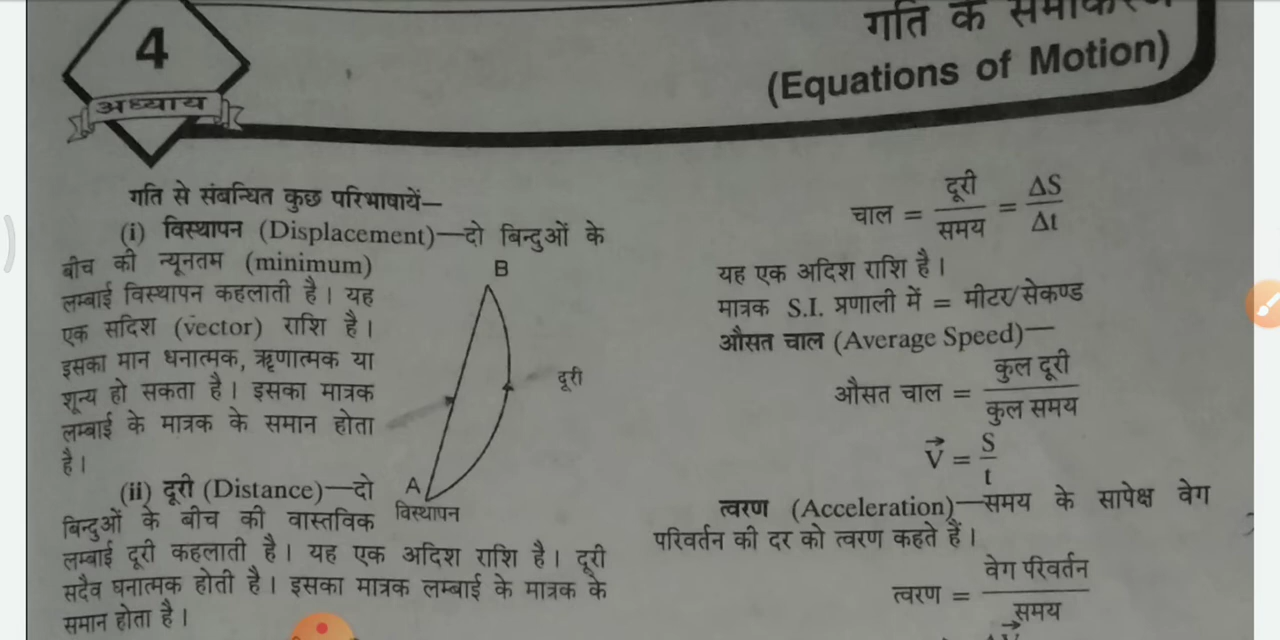 4
अध्याय
गति के समीकरण
(Equations of Motion)
गति से संबन्धित कुछ परिभाषायें—
(i) विस्थापन (Displacement)—दो बिन्दुओं के
बीच की न्यूनतम (minimum)
लम्बाई विस्थापन कहलाती है। यह
एक सदिश (vector) राशि है।
इसका मान धनात्मक, ऋृणात्मक या
शून्य हो सकता है। इसका मात्रक
लम्बाई के मात्रक के समान होता
है।
B
दूरी
A
विस्थापन
(ii) दूरी (Distance)—दो
बिन्दुओं के बीच की वास्तविक
लम्बाई दूरी कहलाती है। यह एक अदिश राशि है। दूरी
सदैव घनात्मक होती है। इसका मात्रक लम्बाई के मात्रक के
समान होता है।
चाल = दूरी/समय = ΔS/Δt
यह एक अदिश राशि है।
मात्रक S.I. प्रणाली में = मीटर/सेकण्ड
औसत चाल (Average Speed)—
औसत चाल = कुल दूरी/कुल समय
V⃗ = S/t
त्वरण (Acceleration)—समय के सापेक्ष वेग
परिवर्तन की दर को त्वरण कहते हैं।
त्वरण = वेग परिवर्तन/समय